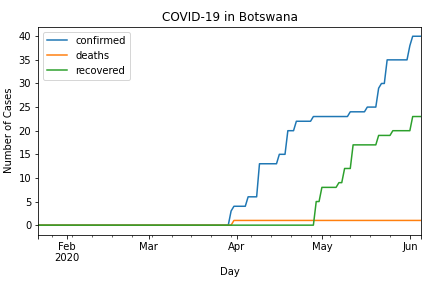 COVID-19 in Botswana
confirmed
deaths
recovered
Number of Cases
40
35
30
25
20
15
10
5
0
Feb Mar Apr May Jun
2020
Day